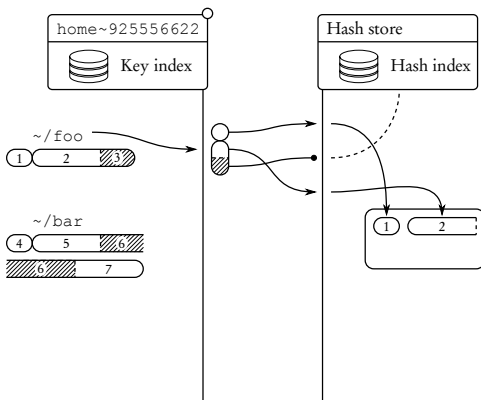 home~925556622
Key index
Hash store
Hash index
~/foo
1 2 3
~/bar
4 5 6
6 7
1 2